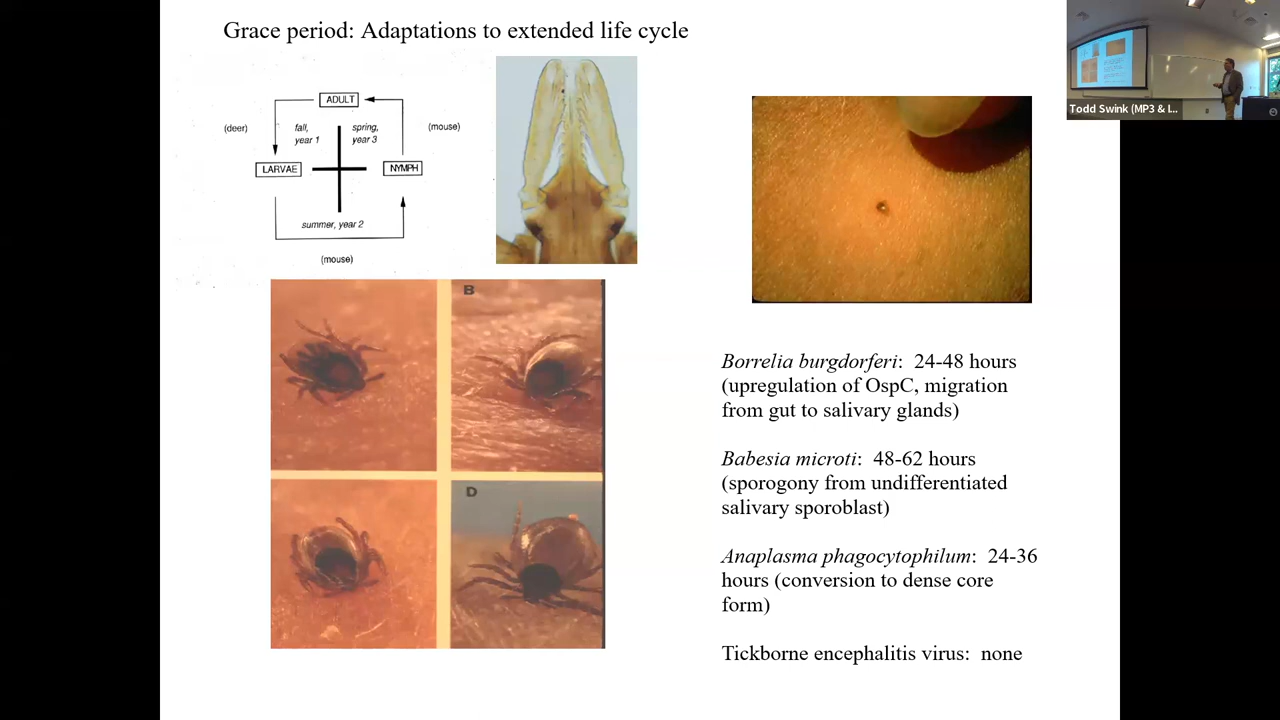 Grace period: Adaptations to extended life cycle
ADULT
(deer)
fall,
year 1
spring,
year 3
(mouse)
LARVAE
NYMPH
summer, year 2
(mouse)
B
D
Borrelia burgdorferi: 24-48 hours
(upregulation of OspC, migration
from gut to salivary glands)
Babesia microti: 48-62 hours
(sporogony from undifferentiated
salivary sporoblast)
Anaplasma phagocytophilum: 24-36
hours (conversion to dense core
form)
Tickborne encephalitis virus: none
Todd Swink (MP3 & I...